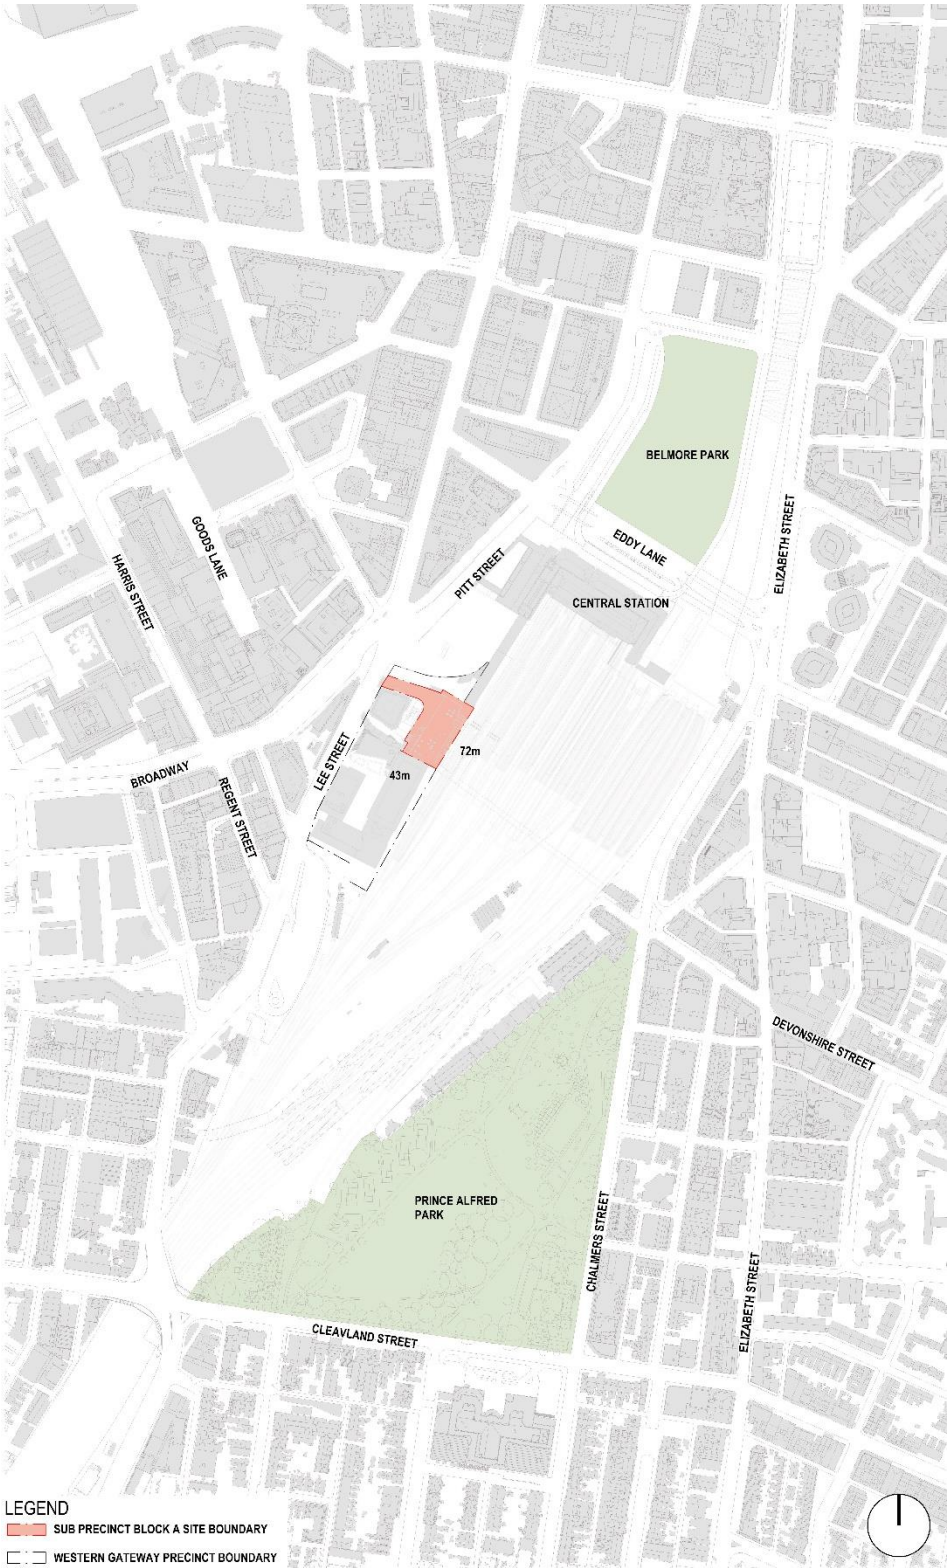 BELMORE PARK
EDDY LANE
ELIZABETH STREET
GOODS LANE
HARRIS STREET
PITT STREET
CENTRAL STATION
LEE STREET
72m
43m
BROADWAY
REGENT STREET
DEVONSHIRE STREET
PRINCE ALFRED
PARK
CHALMERS STREET
ELIZABETH STREET
CLEAVLAND STREET
LEGEND
SUB PRECINCT BLOCK A SITE BOUNDARY
WESTERN GATEWAY PRECINCT BOUNDARY